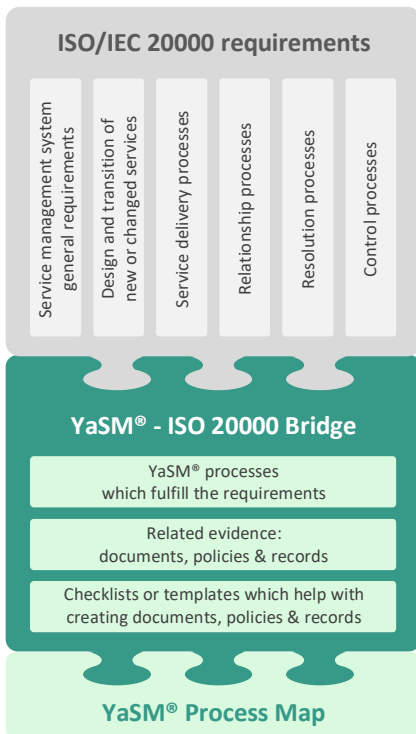 ISO/IEC 20000 requirements
Service management system
general requirements
Design and transition of
new or changed services
Service delivery processes
Relationship processes
Resolution processes
Control processes
YaSM® - ISO 20000 Bridge
YaSM® processes
which fulfill the requirements
Related evidence:
documents, policies & records
Checklists or templates which help with
creating documents, policies & records
YaSM® Process Map